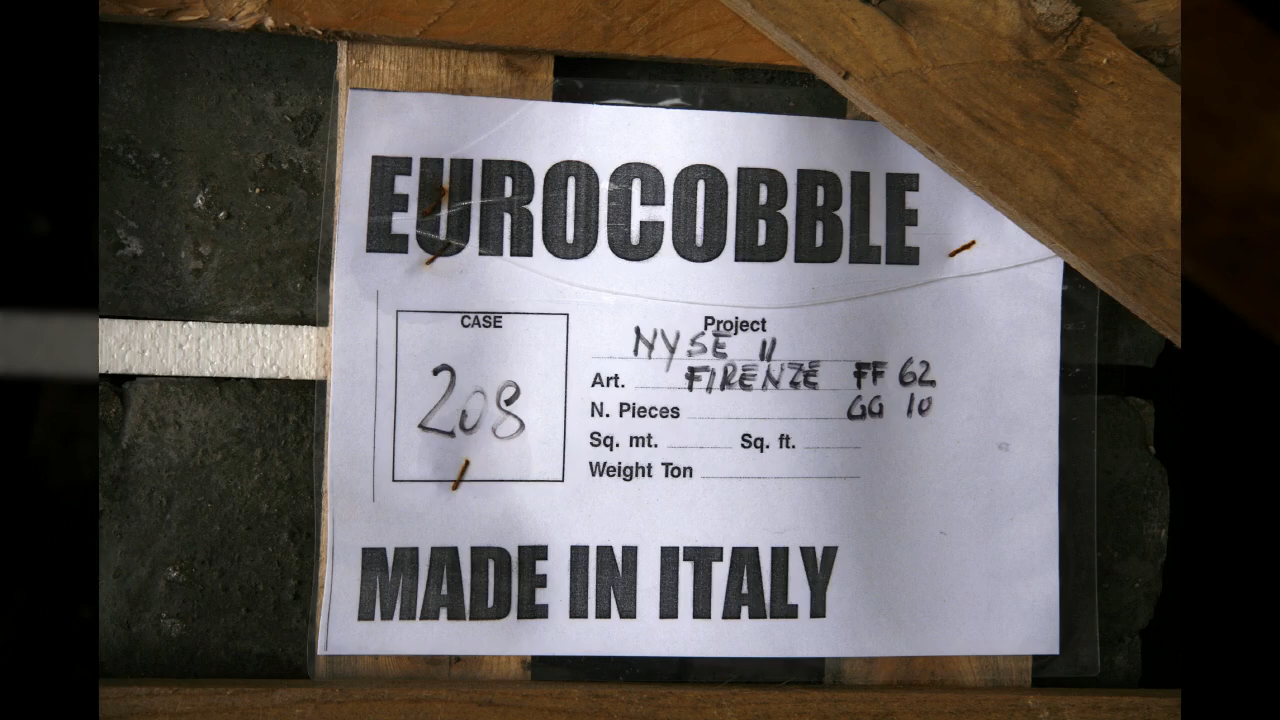 EUROCOBBLE
CASE
208
Project
NYSE II
Art. FIRENZE FF 62
N. Pieces GG 10
Sq. mt. Sq. ft.
Weight Ton
MADE IN ITALY